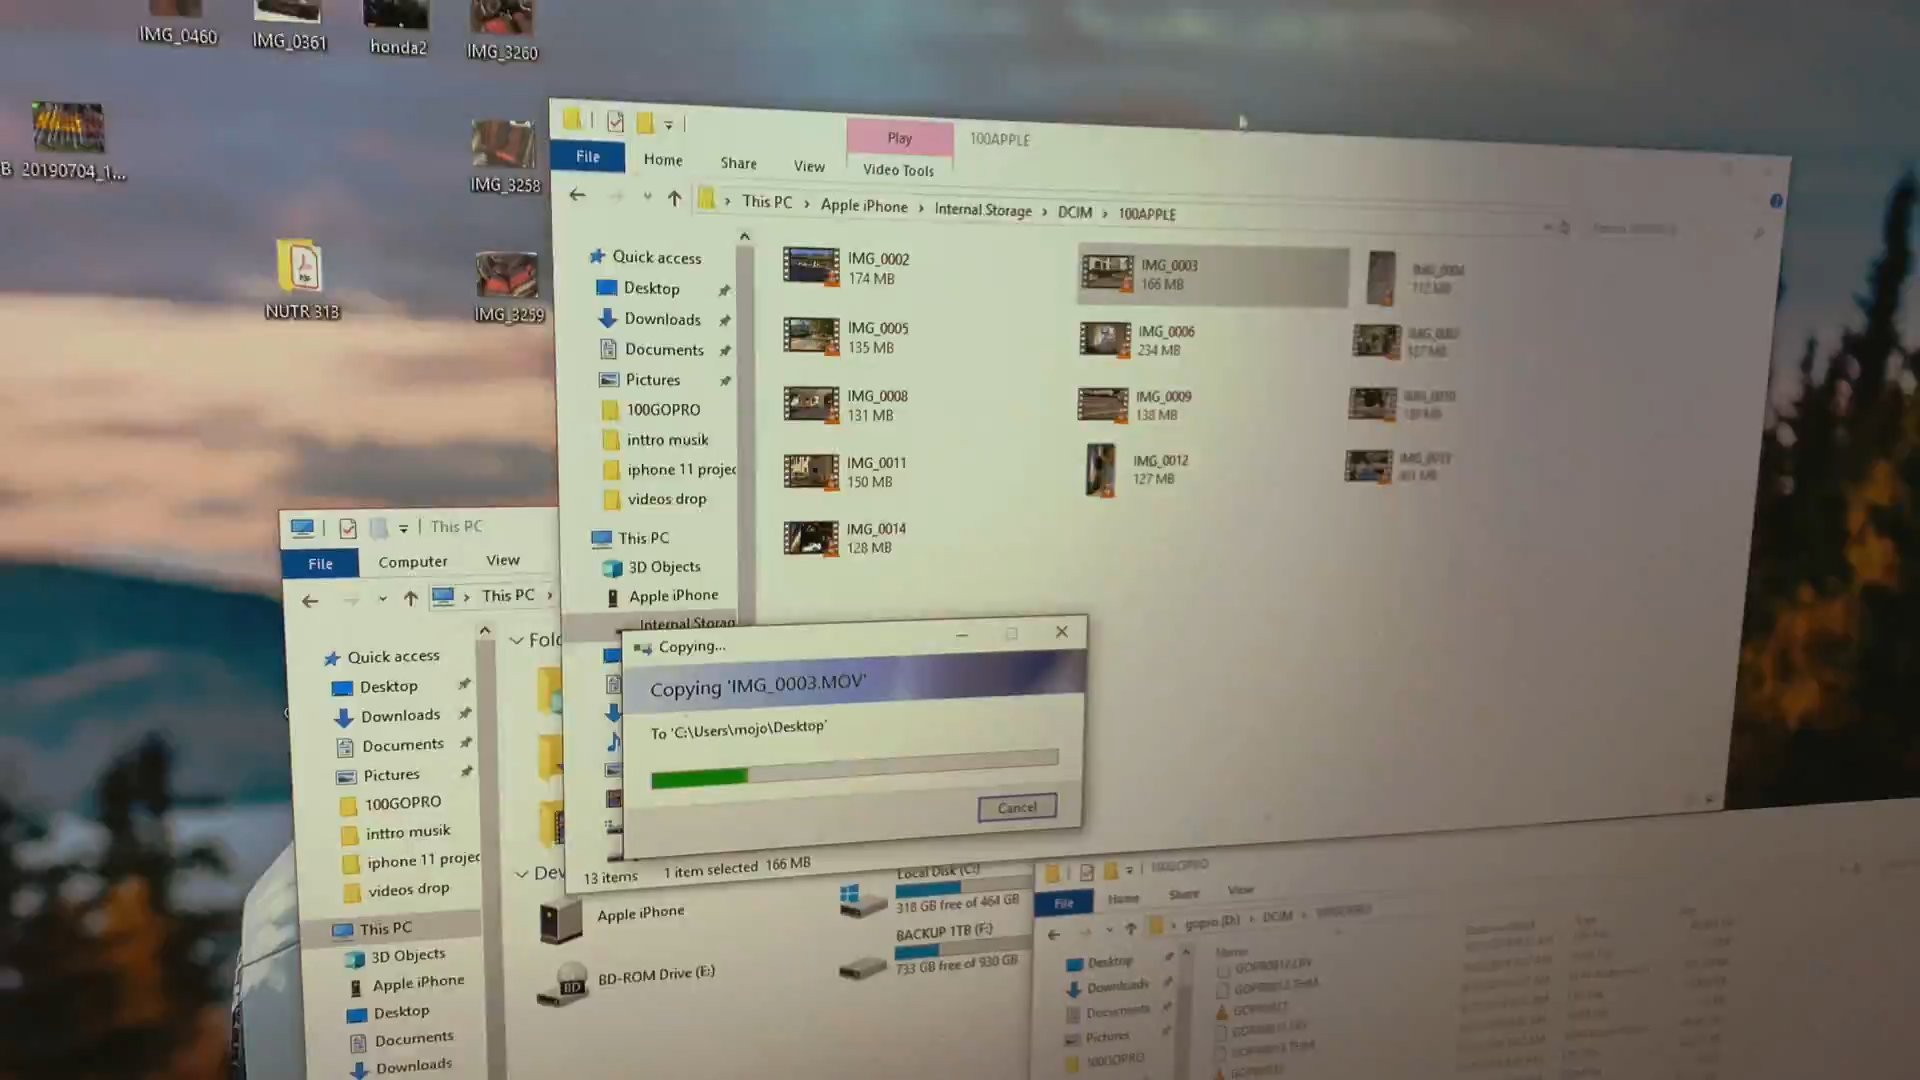 IMG_0460
IMG_0361
honda2
IMG_3260
B 20190704_1...
IMG_3258
NUTR 313
IMG_3259
Play
100APPLE
File
Home
Share
View
Video Tools
This PC > Apple iPhone > Internal Storage > DCIM > 100APPLE
Quick access
Desktop
Downloads
Documents
Pictures
100GOPRO
inttro musik
iphone 11 projec
videos drop
This PC
3D Objects
Apple iPhone
Internal Storag
IMG_0002
174 MB
IMG_0003
166 MB
IMG_0005
135 MB
IMG_0006
234 MB
IMG_0008
131 MB
IMG_0009
138 MB
IMG_0011
150 MB
IMG_0012
127 MB
IMG_0014
128 MB
13 items
1 item selected 166 MB
Copying...
Copying 'IMG_0003.MOV'
To 'C:\Users\mojo\Desktop'
Cancel
This PC
File
Computer
View
This PC >
Quick access
Desktop
Downloads
Documents
Pictures
100GOPRO
inttro musik
iphone 11 projec
videos drop
This PC
3D Objects
Apple iPhone
Desktop
Documents
Downloads
Fold
Dev
Apple iPhone
BD-ROM Drive (E:)
Local Disk (C:)
318 GB free of 464 GB
BACKUP 1TB (F:)
733 GB free of 930 GB
File
Home
Share
View
DCIM
Desktop
Downloads
Documents
Pictures
100GOPRO
Name